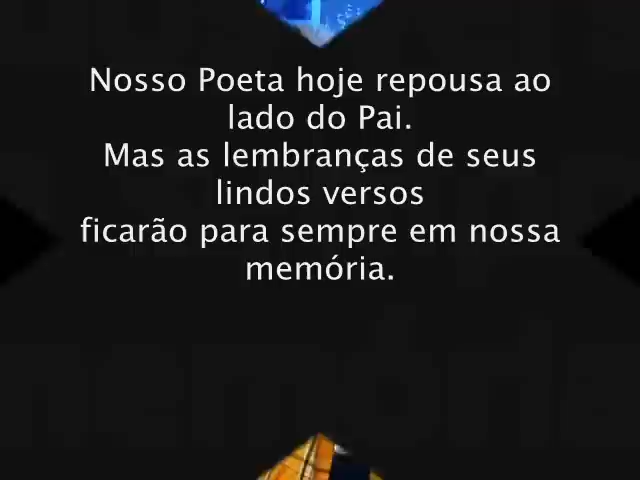 Nosso Poeta hoje repousa ao
lado do Pai.
Mas as lembranças de seus
lindos versos
ficarão para sempre em nossa
memória.